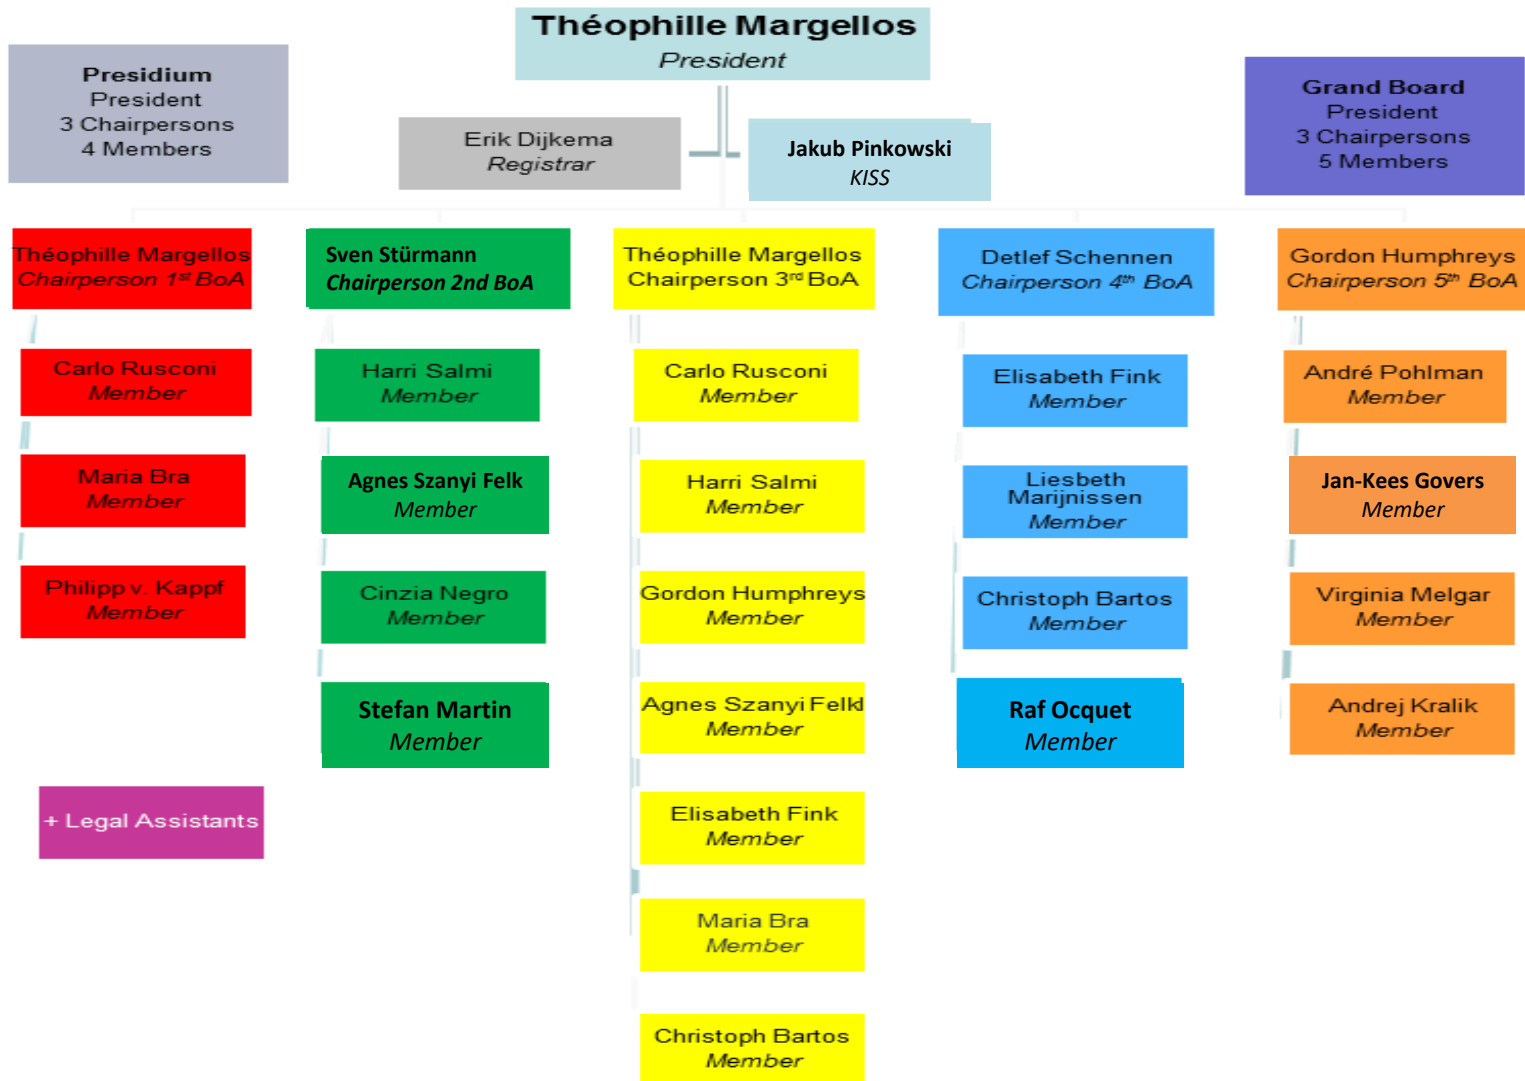 Théophille Margellos
President
Presidium
President
3 Chairpersons
4 Members
Grand Board
President
3 Chairpersons
5 Members
Erik Dijkema
Registrar
Jakub Pinkowski
KISS
Théophille Margellos
Chairperson 1st BoA
Carlo Rusconi
Member
Maria Bra
Member
Philipp v. Kappf
Member
+ Legal Assistants
Sven Stürmann
Chairperson 2nd BoA
Harri Salmi
Member
Agnes Szanyi Felk
Member
Cinzia Negro
Member
Stefan Martin
Member
Théophille Margellos
Chairperson 3rd BoA
Carlo Rusconi
Member
Harri Salmi
Member
Gordon Humphreys
Member
Agnes Szanyi Felkl
Member
Elisabeth Fink
Member
Maria Bra
Member
Christoph Bartos
Member
Detlef Schennen
Chairperson 4th BoA
Elisabeth Fink
Member
Liesbeth
Marijnissen
Member
Christoph Bartos
Member
Raf Ocquet
Member
Gordon Humphreys
Chairperson 5th BoA
André Pohlman
Member
Jan-Kees Govers
Member
Virginia Melgar
Member
Andrej Kralik
Member